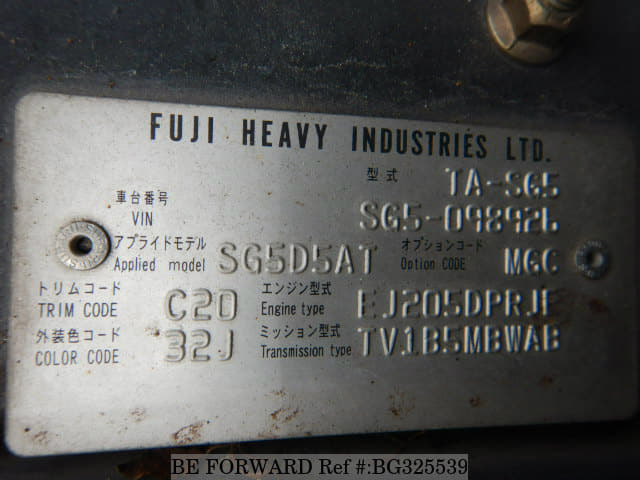 FUJI HEAVY INDUSTRIES LTD.
型式 TA-SG5
車台番号 VIN SG5-098926
アプライドモデル Applied model SG5D5AT オプションコード Option CODE MGC
トリムコード TRIM CODE C20 エンジン型式 Engine type EJ205DPRJE
外装色コード COLOR CODE 32J ミッション型式 Transmission type TV1B5MBWAB
BE FORWARD Ref #:BG325539